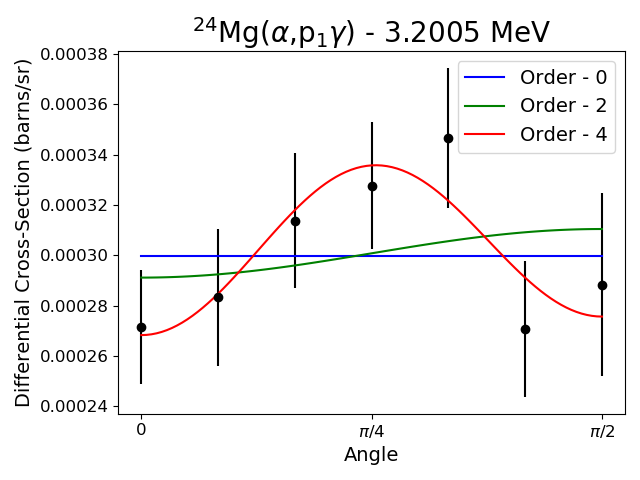 ²⁴Mg(α,p₁γ) - 3.2005 MeV
Differential Cross-Section (barns/sr)
0.00038
0.00036
0.00034
0.00032
0.00030
0.00028
0.00026
0.00024
Order - 0
Order - 2
Order - 4
0
π/4
π/2
Angle